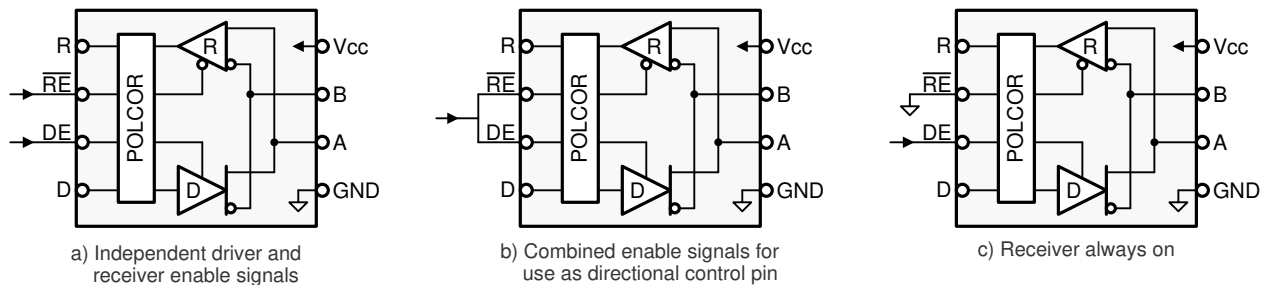 R
R
Vcc
RE
B
POLCOR
DE
A
D
D
GND
a) Independent driver and
receiver enable signals
R
R
Vcc
RE
B
POLCOR
DE
A
D
D
GND
b) Combined enable signals for
use as directional control pin
R
R
Vcc
RE
B
POLCOR
DE
A
D
D
GND
c) Receiver always on